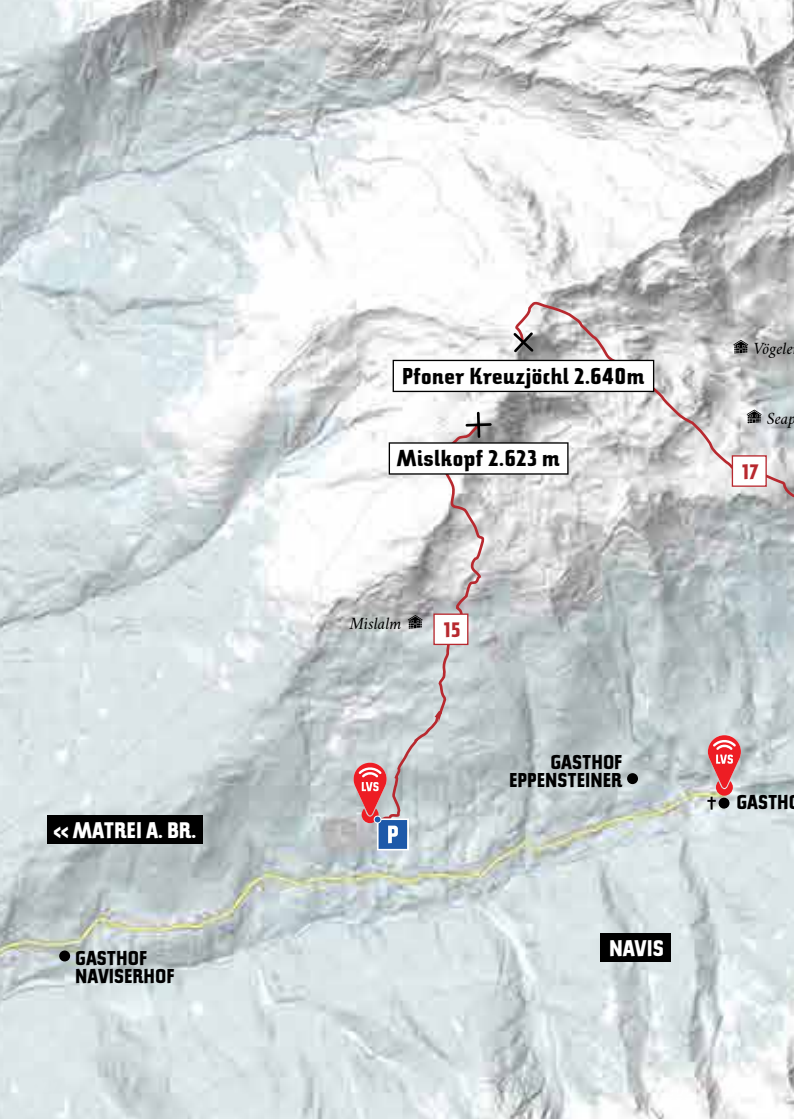 Vögele
Pfoner Kreuzjöchl 2.640m
Seap
Mislkopf 2.623 m
17
Mislalm
15
GASTHOF
EPPENSTEINER
LVS
LVS
GASTHO
<< MATREI A. BR.
P
NAVIS
GASTHOF
NAVISERHOF